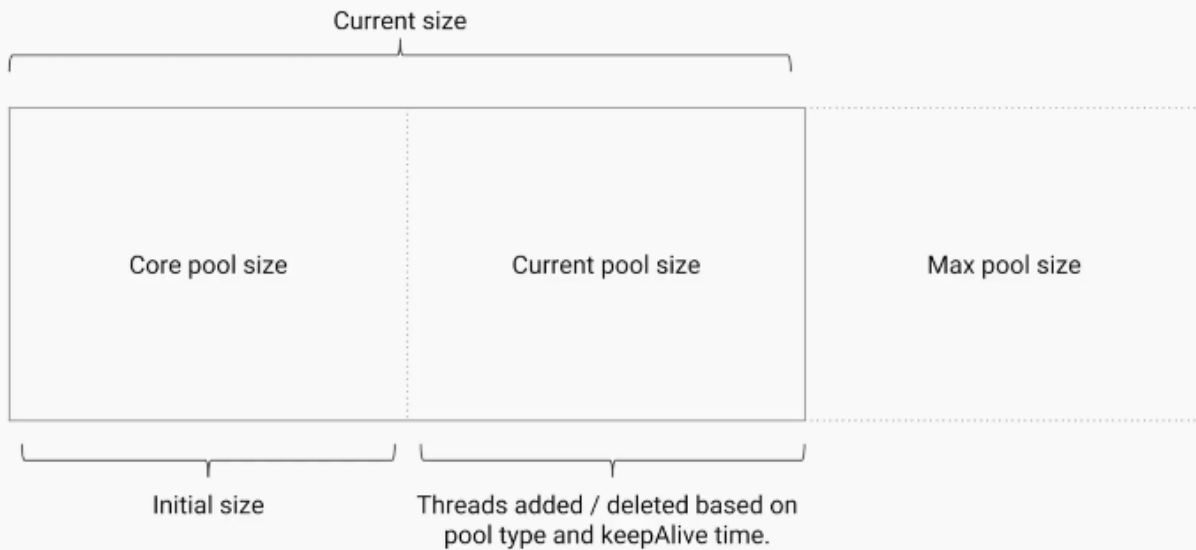 Current size
Core pool size
Current pool size
Max pool size
Initial size
Threads added / deleted based on
pool type and keepAlive time.